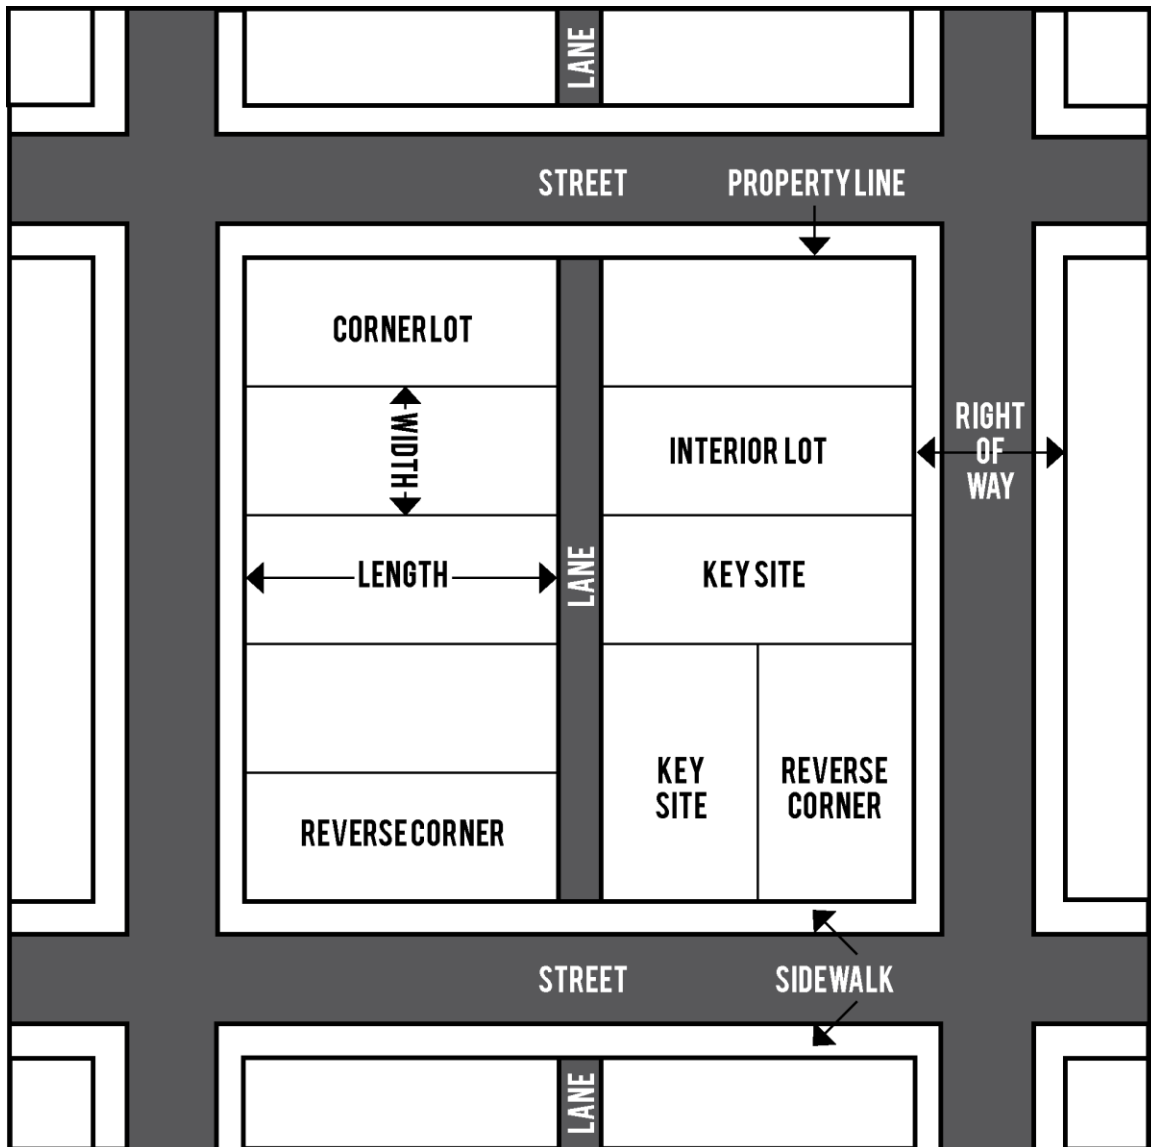 LANE
STREET
PROPERTY LINE
CORNER LOT
WIDTH
INTERIOR LOT
RIGHT
OF
WAY
LENGTH
LANE
KEY SITE
KEY
SITE
REVERSE
CORNER
REVERSE CORNER
STREET
SIDEWALK
LANE